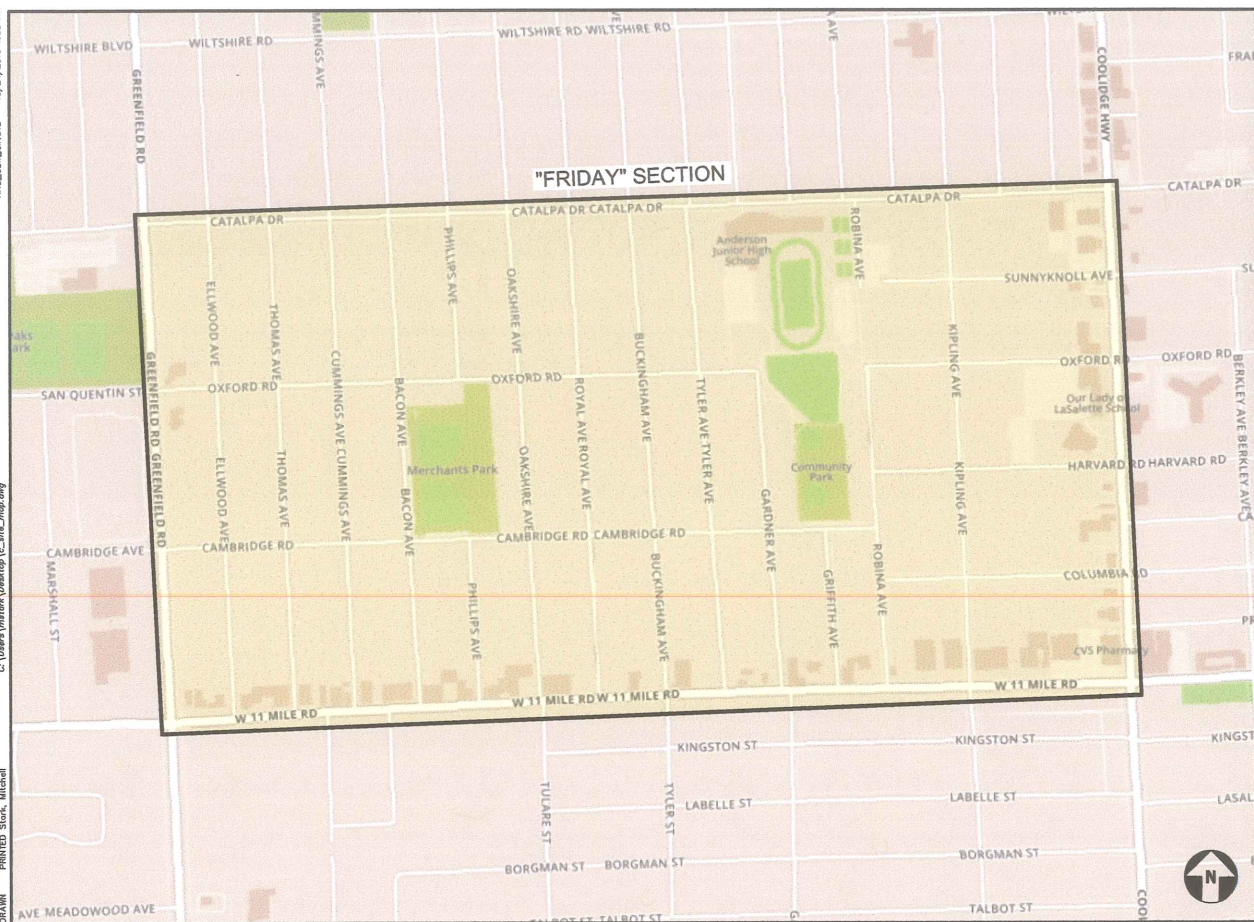 WILTSHIRE BLVD
WILTSHIRE RD
WILTSHIRE RD WILTSHIRE RD
GREENFIELD RD
COOLIDGE HWY
"FRIDAY" SECTION
CATALPA DR
CATALPA DR CATALPA DR
CATALPA DR
CATALPA DR
PHILLIPS AVE
Anderson
Junior High
School
ROBINA AVE
SUNNYKNOLL AVE
ELLWOOD AVE
THOMAS AVE
OAKSHIRE AVE
BUCKINGHAM AVE
KIPLING AVE
SAN QUENTIN ST
GREENFIELD RD GREENFIELD RD
OXFORD RD
OXFORD RD
OXFORD RD
OXFORD RD
CUMMINGS AVE CUMMINGS AVE
BACON AVE
ROYAL AVE ROYAL AVE
TYLER AVE TYLER AVE
Our Lady of
LaSalette School
BERKLEY AVE BERKLEY AVE
Merchants Park
Community
Park
HARVARD RD HARVARD RD
ELLWOOD AVE
THOMAS AVE
BACON AVE
OAKSHIRE AVE
GARDNER AVE
KIPLING AVE
CAMBRIDGE AVE
CAMBRIDGE RD
CAMBRIDGE RD CAMBRIDGE RD
MARSHALL ST
PHILLIPS AVE
BUCKINGHAM AVE
GRIFFITH AVE
ROBINA AVE
COLUMBIA RD
CVS Pharmacy
W 11 MILE RD
W 11 MILE RD W 11 MILE RD
W 11 MILE RD
KINGSTON ST
KINGSTON ST
KINGST
TULARE ST
TYLER ST
LABELLE ST
LABELLE ST
LASAL
BORGMAN ST BORGMAN ST
BORGMAN ST
AVE MEADOWOOD AVE
TALBOT ST
TALBOT ST
N
DRAWN PRINTED Stork, Mitchell